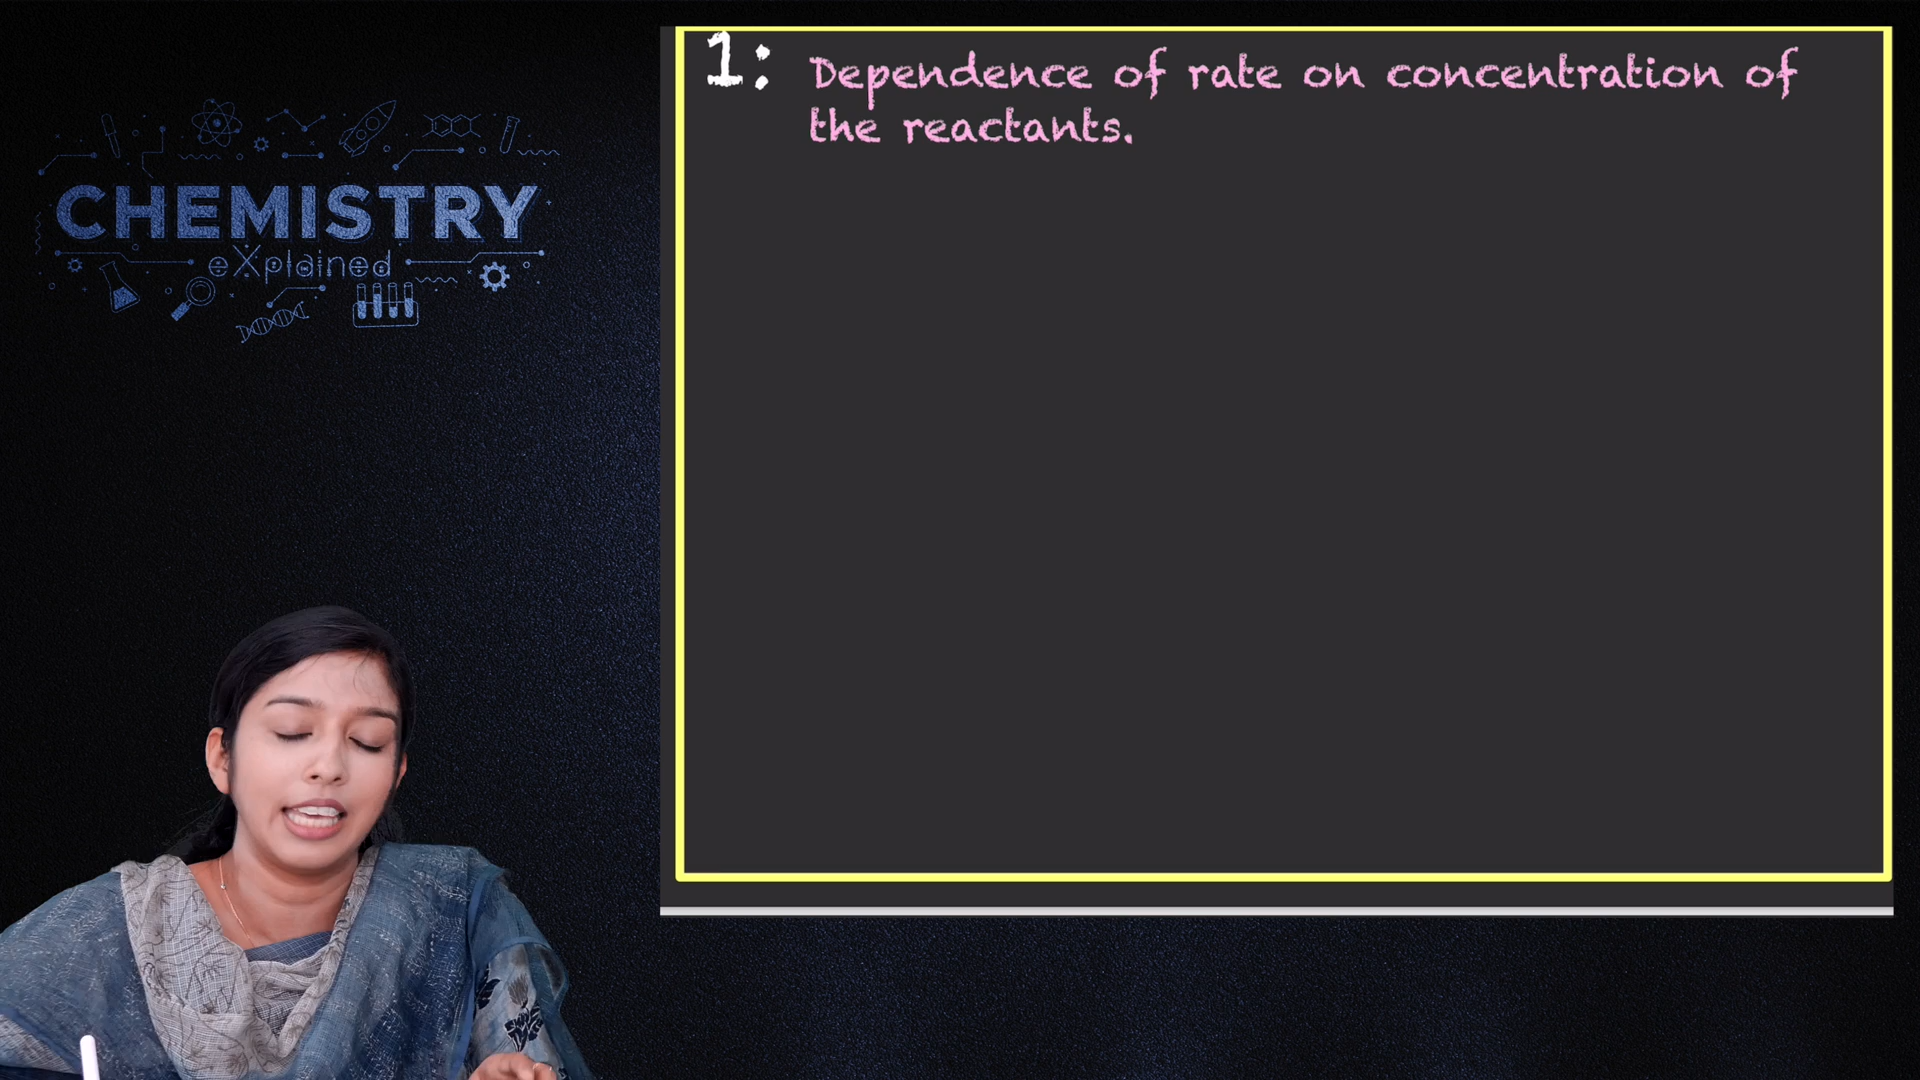 CHEMISTRY
eXplained
1: Dependence of rate on concentration of
the reactants.